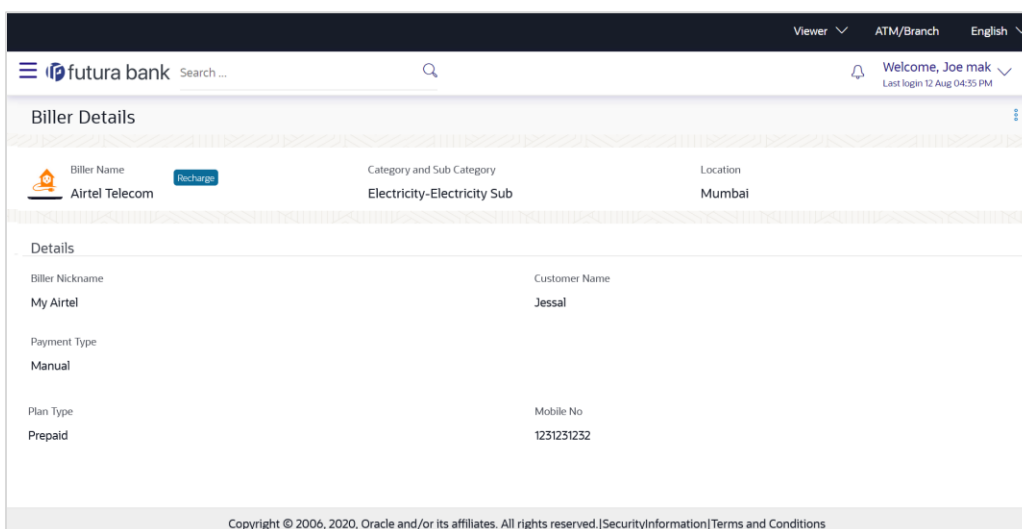 Viewer ATM/Branch English
futura bank Search ... Welcome, Joe mak
Last login 12 Aug 04:35 PM
Biller Details
Biller Name Recharge Category and Sub Category Location
Airtel Telecom Electricity-Electricity Sub Mumbai
Details
Biller Nickname Customer Name
My Airtel Jessal
Payment Type
Manual
Plan Type Mobile No
Prepaid 1231231232
Copyright © 2006, 2020, Oracle and/or its affiliates. All rights reserved.|SecurityInformation|Terms and Conditions